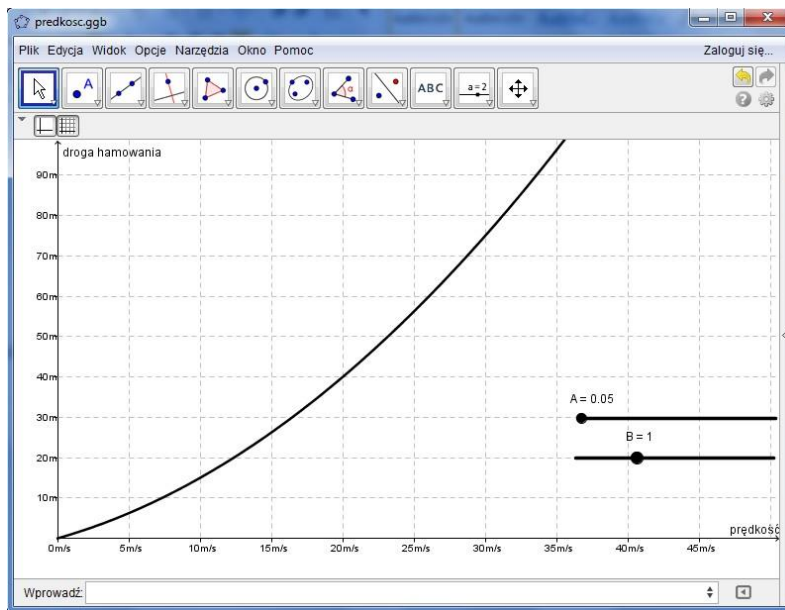 predkosc.ggb
Plik Edycja Widok Opcje Narzędzia Okno Pomoc
Zaloguj się...
A
α
ABC
a=2
droga hamowania
90m
80m
70m
60m
50m
40m
30m
20m
10m
A = 0.05
B = 1
prędkość
0m/s 5m/s 10m/s 15m/s 20m/s 25m/s 30m/s 35m/s 40m/s 45m/s
Wprowadź: